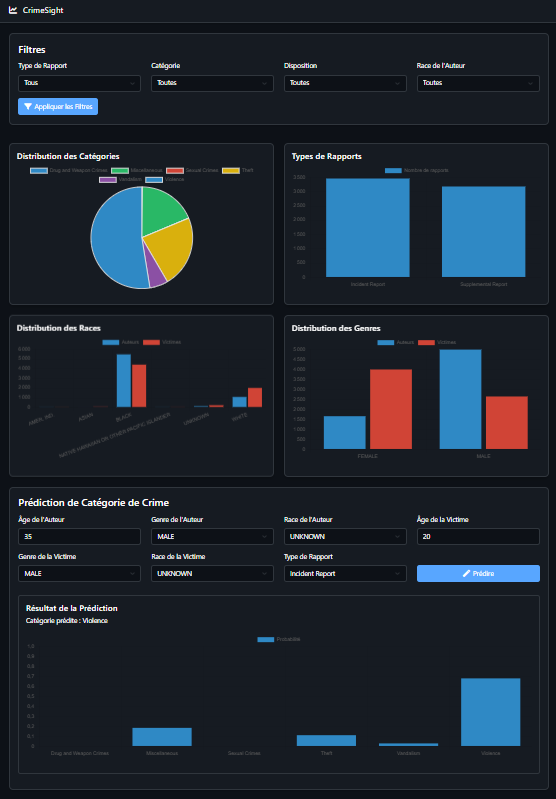 CrimeSight
Filtres
Type de Rapport Catégorie Disposition Race de l'Auteur
Tous Toutes Toutes Toutes
Appliquer les Filtres
Distribution des Catégories
Drug and Weapon Crimes Miscellaneous Sexual Crimes Theft
Vandalism Violence
Types de Rapports
Nombre de rapports
3 500
3 000
2 500
2 000
1 500
1 000
500
0
Incident Report Supplemental Report
Distribution des Races
Auteurs Victimes
6 000
5 000
4 000
3 000
2 000
1 000
0
AMER. IND. ASIAN BLACK NATIVE HAWAIIAN OR OTHER PACIFIC ISLANDER UNKNOWN WHITE
Distribution des Genres
Auteurs Victimes
5 000
4 500
4 000
3 500
3 000
2 500
2 000
1 500
1 000
500
0
FEMALE MALE
Prédiction de Catégorie de Crime
Âge de l'Auteur Genre de l'Auteur Race de l'Auteur Âge de la Victime
35 MALE UNKNOWN 20
Genre de la Victime Race de la Victime Type de Rapport
MALE UNKNOWN Incident Report Prédire
Résultat de la Prédiction
Catégorie prédite : Violence
Probabilité
1,0
0,9
0,8
0,7
0,6
0,5
0,4
0,3
0,2
0,1
0
Drug and Weapon Crimes Miscellaneous Sexual Crimes Theft Vandalism Violence